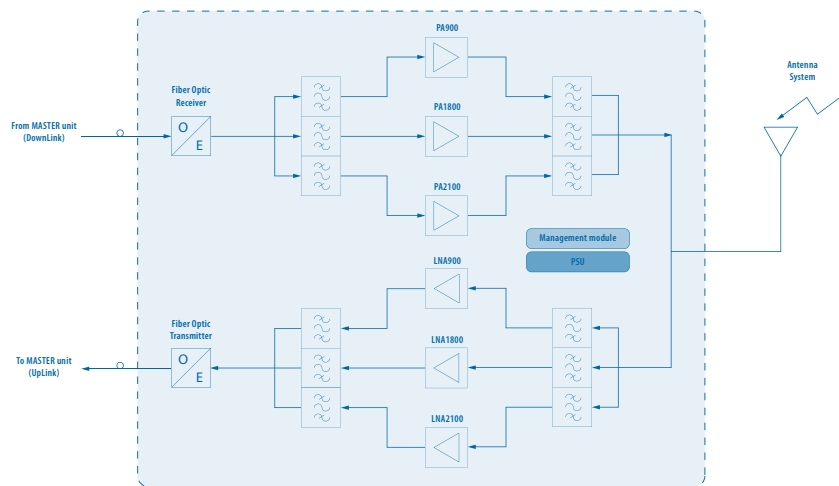 PA900
Antenna
System
Fiber Optic
Receiver
From MASTER unit
(DownLink)
O
E
PA1800
PA2100
Management module
PSU
LNA900
Fiber Optic
Transmitter
To MASTER unit
(UpLink)
O
E
LNA1800
LNA2100